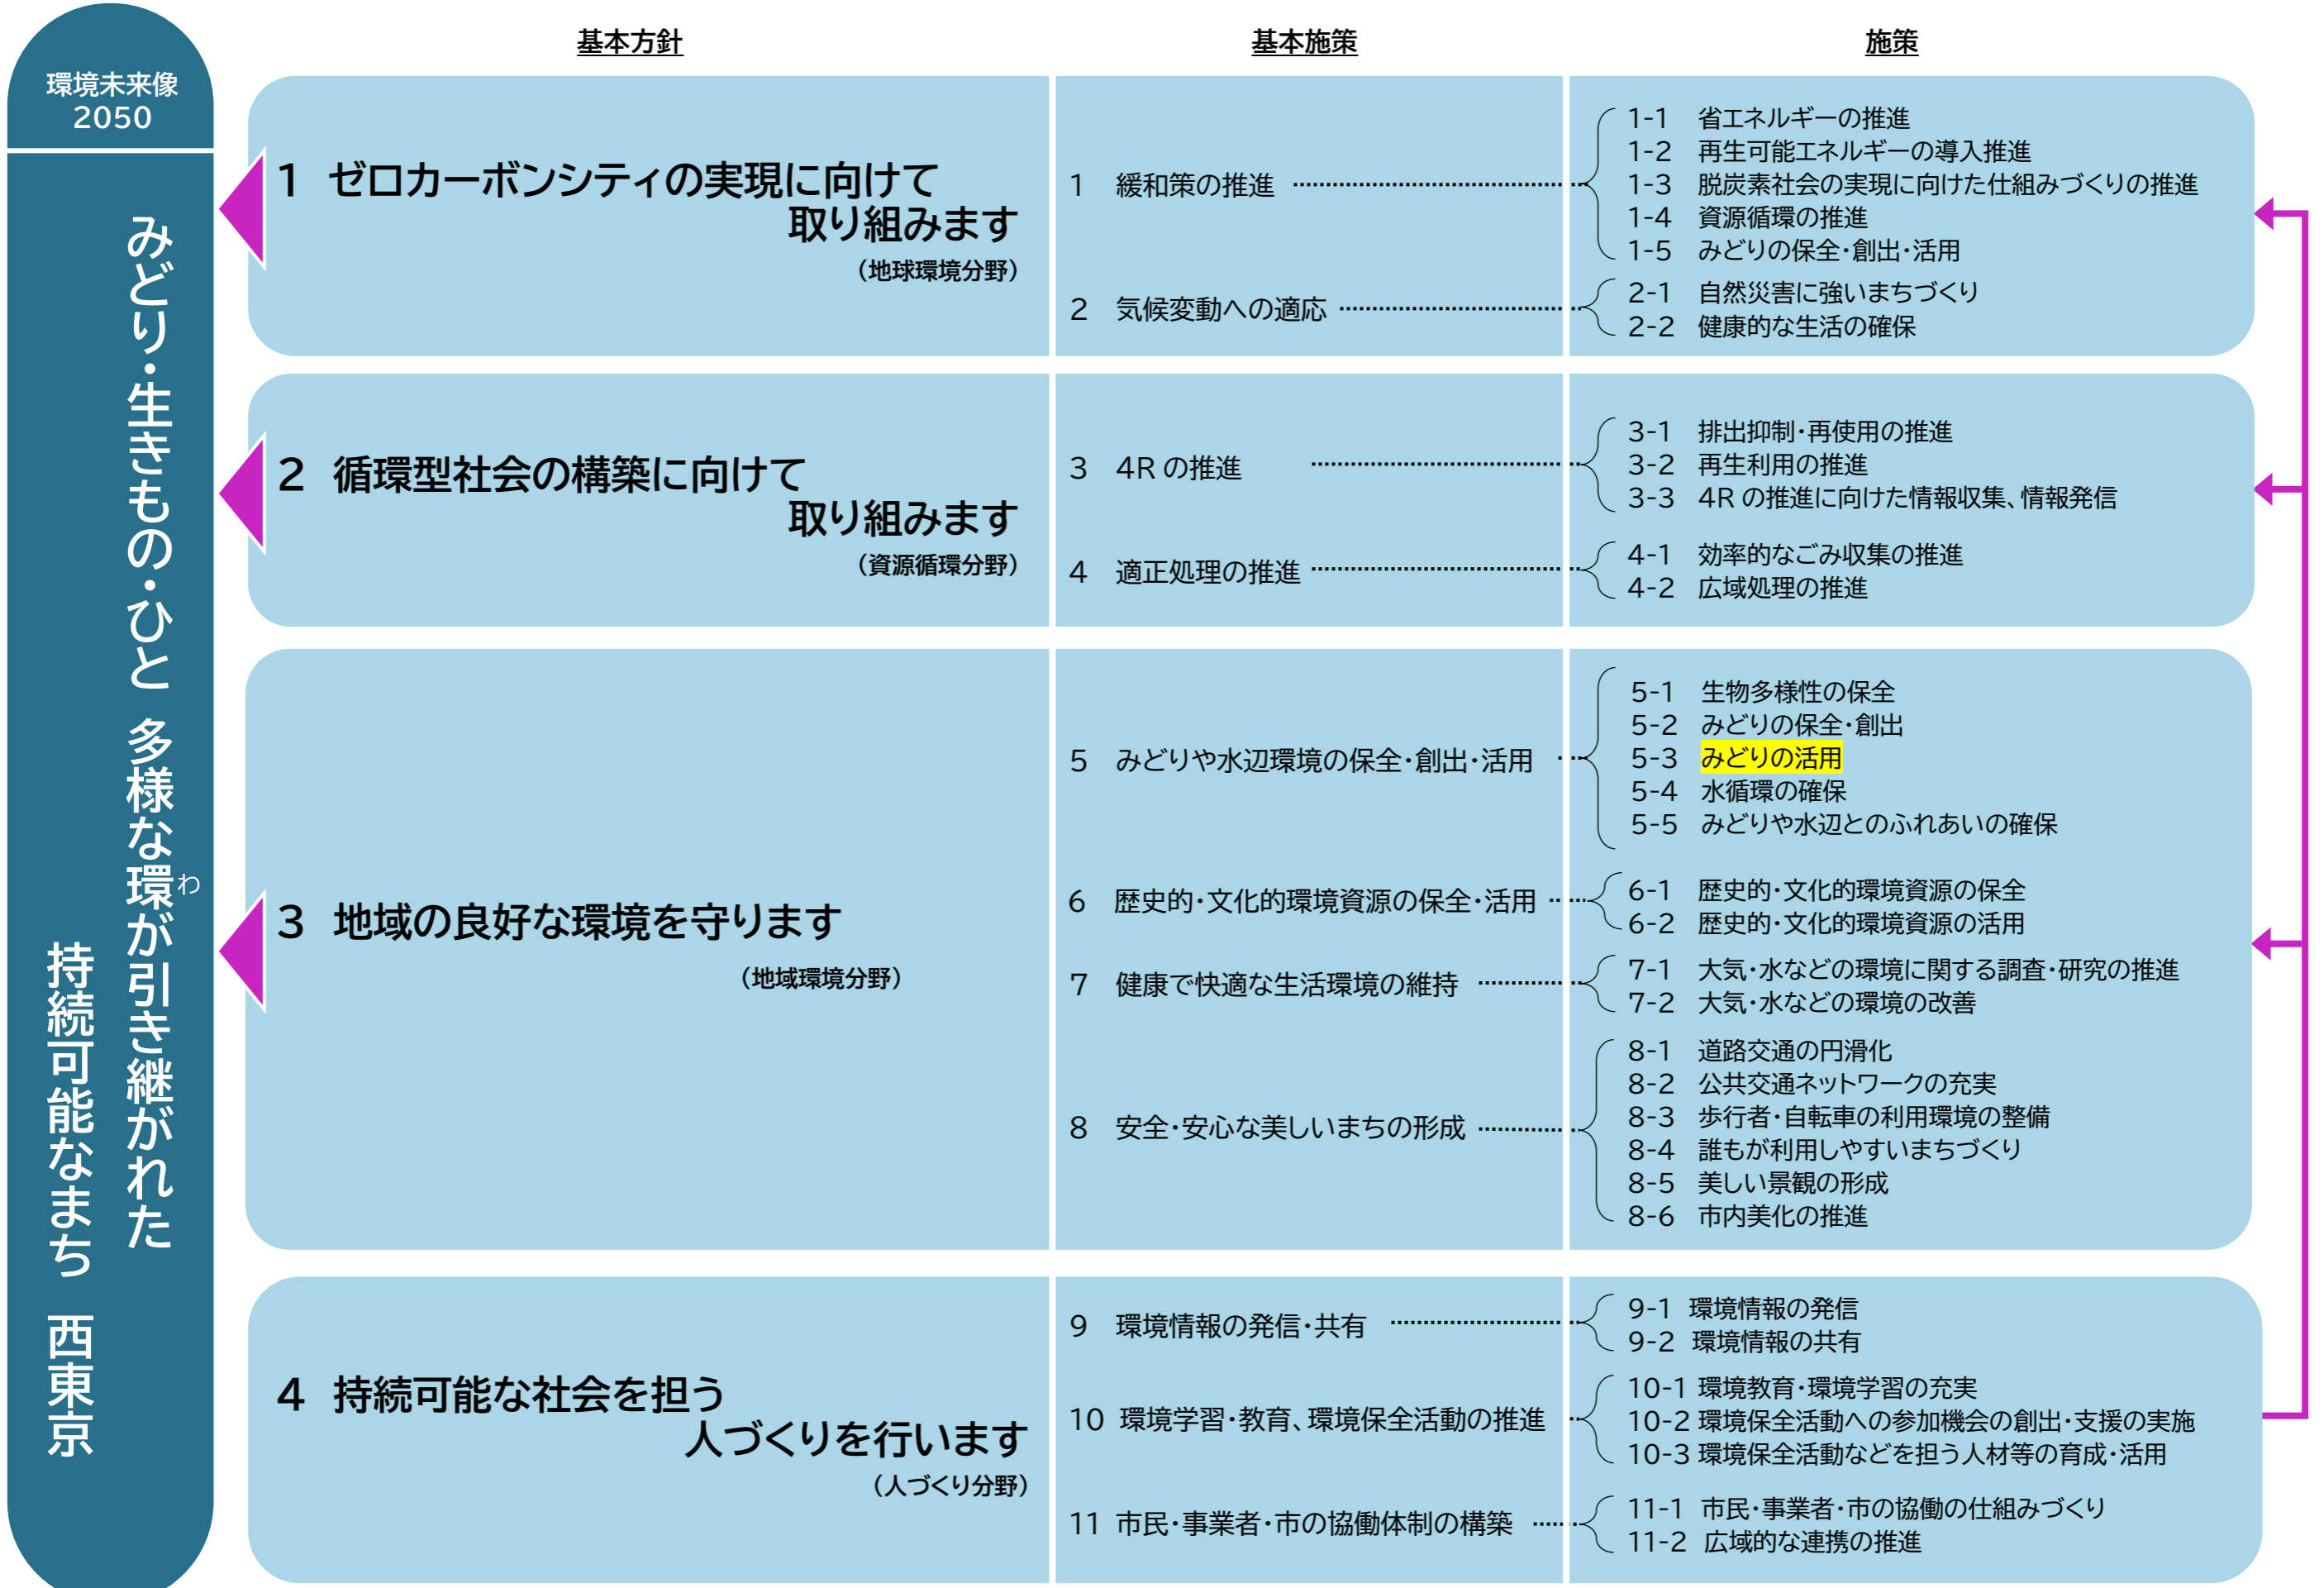 環境未来像
2050
みどり・生きもの・ひと 多様な環が引き継がれた
わ
持続可能なまち 西東京
基本方針
基本施策
施策
1 ゼロカーボンシティの実現に向けて
取り組みます
（地球環境分野）
1 緩和策の推進
1-1 省エネルギーの推進
1-2 再生可能エネルギーの導入推進
1-3 脱炭素社会の実現に向けた仕組みづくりの推進
1-4 資源循環の推進
1-5 みどりの保全・創出・活用
2 気候変動への適応
2-1 自然災害に強いまちづくり
2-2 健康的な生活の確保
2 循環型社会の構築に向けて
取り組みます
（資源循環分野）
3 4R の推進
3-1 排出抑制・再使用の推進
3-2 再生利用の推進
3-3 4R の推進に向けた情報収集、情報発信
4 適正処理の推進
4-1 効率的なごみ収集の推進
4-2 広域処理の推進
3 地域の良好な環境を守ります
（地域環境分野）
5 みどりや水辺環境の保全・創出・活用
5-1 生物多様性の保全
5-2 みどりの保全・創出
5-3 みどりの活用
5-4 水循環の確保
5-5 みどりや水辺とのふれあいの確保
6 歴史的・文化的環境資源の保全・活用
6-1 歴史的・文化的環境資源の保全
6-2 歴史的・文化的環境資源の活用
7 健康で快適な生活環境の維持
7-1 大気・水などの環境に関する調査・研究の推進
7-2 大気・水などの環境の改善
8 安全・安心な美しいまちの形成
8-1 道路交通の円滑化
8-2 公共交通ネットワークの充実
8-3 歩行者・自転車の利用環境の整備
8-4 誰もが利用しやすいまちづくり
8-5 美しい景観の形成
8-6 市内美化の推進
4 持続可能な社会を担う
人づくりを行います
（人づくり分野）
9 環境情報の発信・共有
9-1 環境情報の発信
9-2 環境情報の共有
10 環境学習・教育、環境保全活動の推進
10-1 環境教育・環境学習の充実
10-2 環境保全活動への参加機会の創出・支援の実施
10-3 環境保全活動などを担う人材等の育成・活用
11 市民・事業者・市の協働体制の構築
11-1 市民・事業者・市の協働の仕組みづくり
11-2 広域的な連携の推進